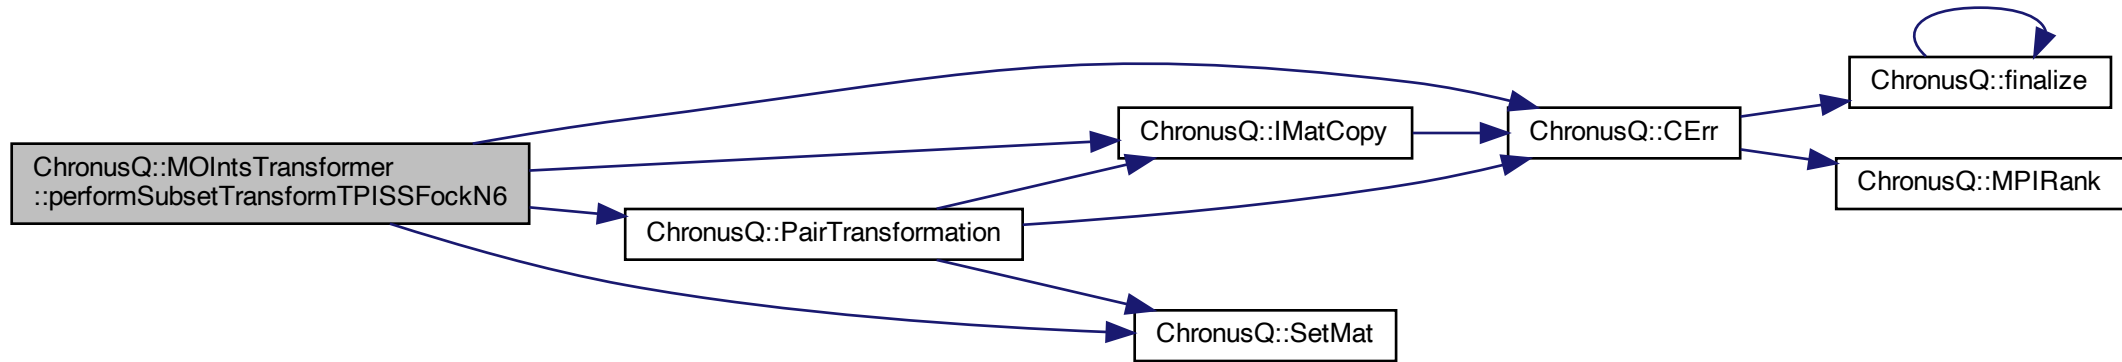 ChronusQ::MOIntsTransformer
::performSubsetTransformTPISSFockN6
ChronusQ::PairTransformation
ChronusQ::IMatCopy
ChronusQ::SetMat
ChronusQ::CErr
ChronusQ::finalize
ChronusQ::MPIRank